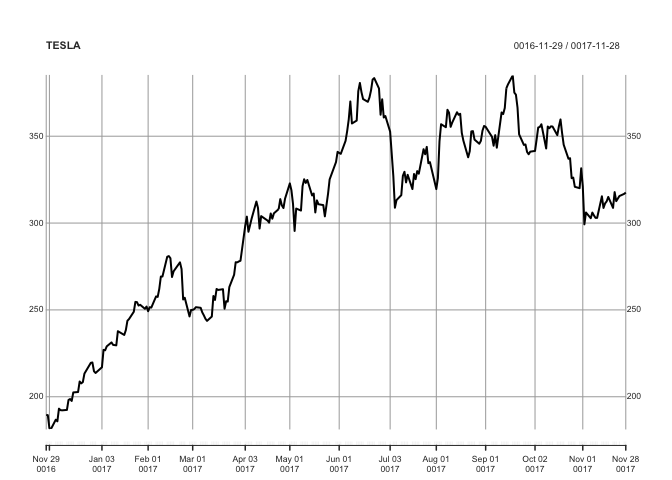 TESLA 0016-11-29 / 0017-11-28
350 350
300 300
250 250
200 200
Nov 29 Jan 03 Feb 01 Mar 01 Apr 03 May 01 Jun 01 Jul 03 Aug 01 Sep 01 Oct 02 Nov 01 Nov 28
0016 0017 0017 0017 0017 0017 0017 0017 0017 0017 0017 0017 0017